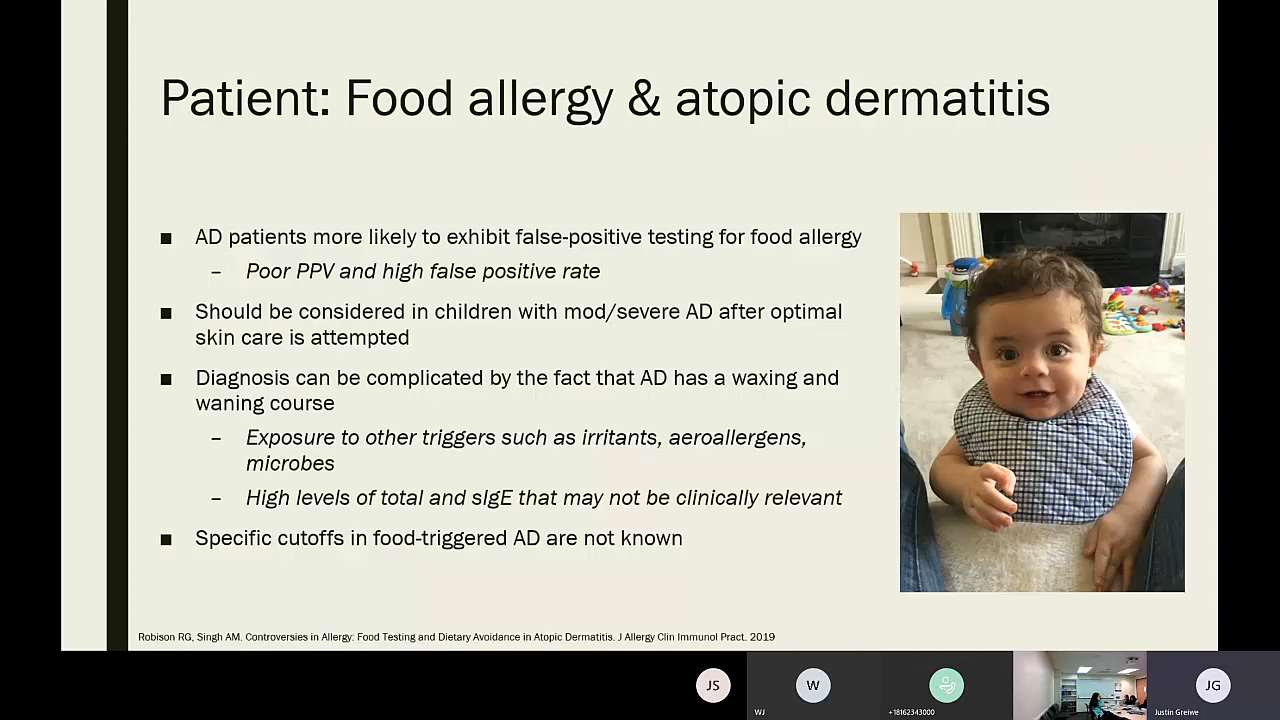 Patient: Food allergy & atopic dermatitis
■ AD patients more likely to exhibit false-positive testing for food allergy
– Poor PPV and high false positive rate
■ Should be considered in children with mod/severe AD after optimal
skin care is attempted
■ Diagnosis can be complicated by the fact that AD has a waxing and
waning course
– Exposure to other triggers such as irritants, aeroallergens,
microbes
– High levels of total and sIgE that may not be clinically relevant
■ Specific cutoffs in food-triggered AD are not known
Robison RG, Singh AM. Controversies in Allergy: Food Testing and Dietary Avoidance in Atopic Dermatitis. J Allergy Clin Immunol Pract. 2019
JS
W
JG
WJ
+18162343000
Justin Greiwe